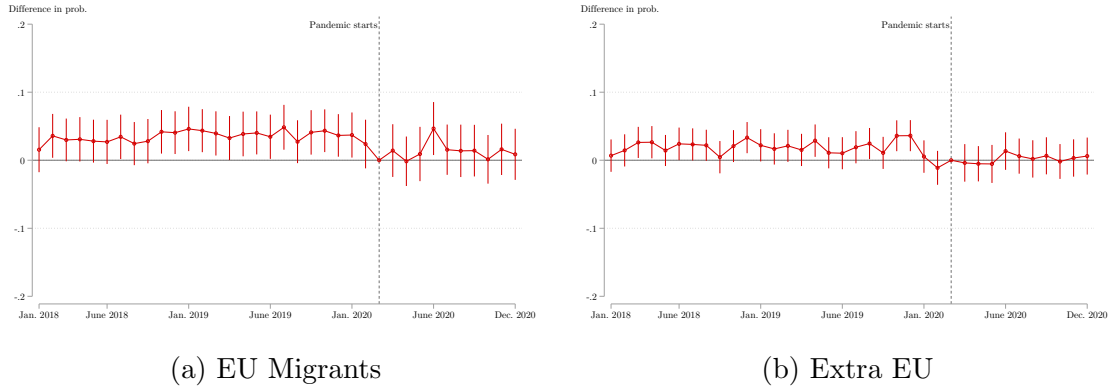 Difference in prob.
.2
.1
0
-.1
-.2
Pandemic starts
Jan. 2018
June 2018
Jan. 2019
June 2019
Jan. 2020
June 2020
Dec. 2020
(a) EU Migrants
Difference in prob.
.2
.1
0
-.1
-.2
Pandemic starts
Jan. 2018
June 2018
Jan. 2019
June 2019
Jan. 2020
June 2020
Dec. 2020
(b) Extra EU